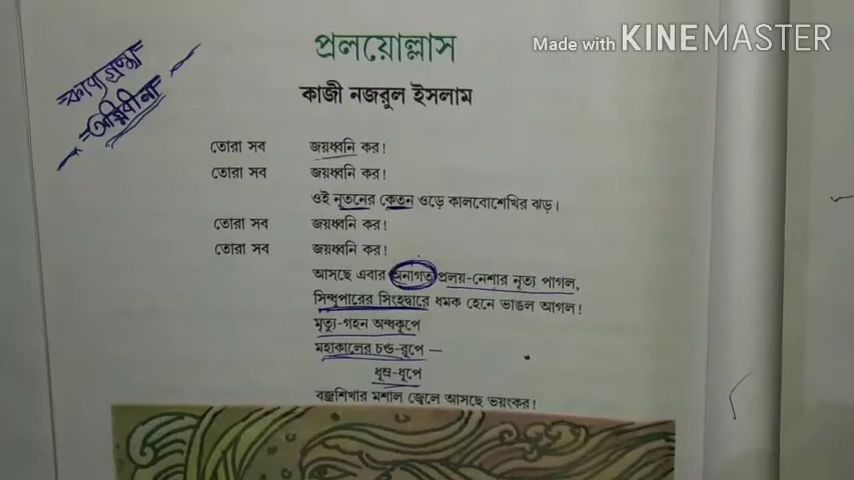 প্রলয়োল্লাস
Made with KINEMASTER
কাব্যগ্রন্থ
অগ্নিবীনা
কাজী নজরুল ইসলাম
তোরা সব জয়ধ্বনি কর!
তোরা সব জয়ধ্বনি কর!
ওই নূতনের কেতন ওড়ে কালবোশেখির ঝড়।
তোরা সব জয়ধ্বনি কর!
তোরা সব জয়ধ্বনি কর!
আসছে এবার অনাগত প্রলয়-নেশার নৃত্য পাগল,
সিন্ধুপারের সিংহদ্বারে ধমক হেনে ভাঙল আগল!
মৃত্যু-গহন অন্ধকূপে
মহাকালের চণ্ড-রূপে —
ধূম্র-ধূপে
বজ্রশিখার মশাল জ্বেলে আসছে ভয়ংকর!